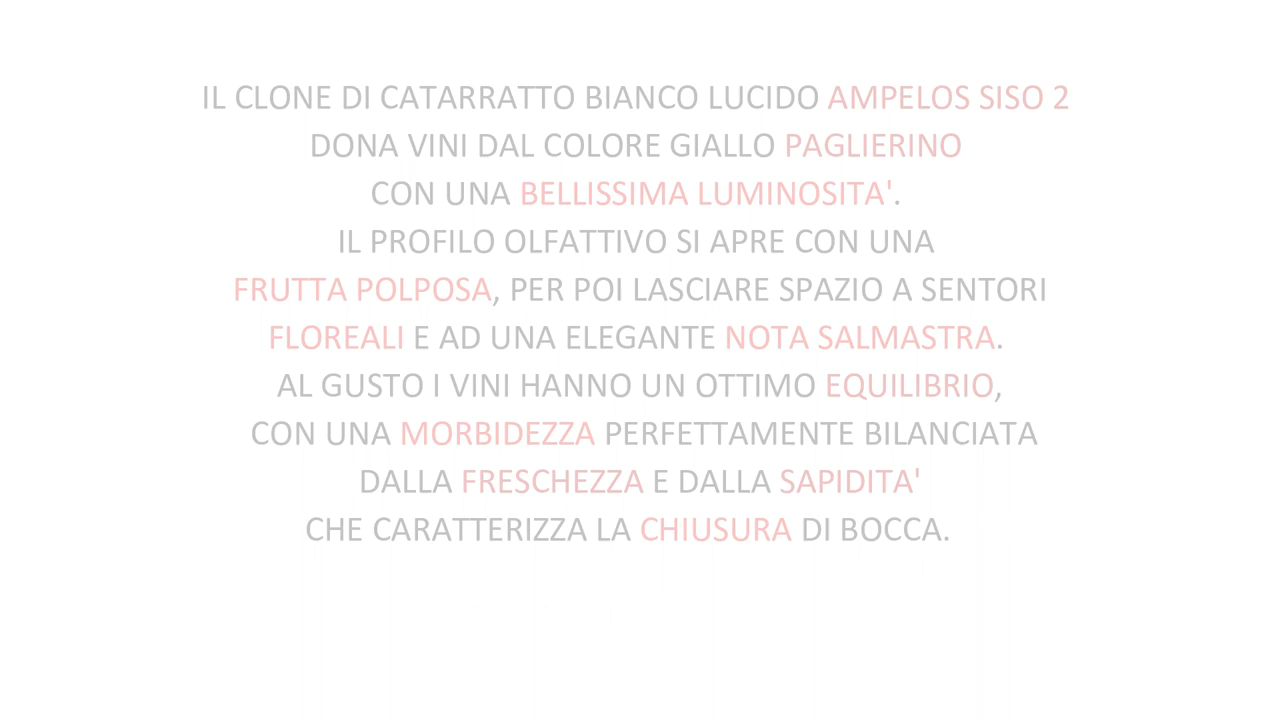 IL CLONE DI CATARRATTO BIANCO LUCIDO AMPELOS SISO 2
DONA VINI DAL COLORE GIALLO PAGLIERINO
CON UNA BELLISSIMA LUMINOSITA'.
IL PROFILO OLFATTIVO SI APRE CON UNA
FRUTTA POLPOSA, PER POI LASCIARE SPAZIO A SENTORI
FLOREALI E AD UNA ELEGANTE NOTA SALMASTRA.
AL GUSTO I VINI HANNO UN OTTIMO EQUILIBRIO,
CON UNA MORBIDEZZA PERFETTAMENTE BILANCIATA
DALLA FRESCHEZZA E DALLA SAPIDITA'
CHE CARATTERIZZA LA CHIUSURA DI BOCCA.